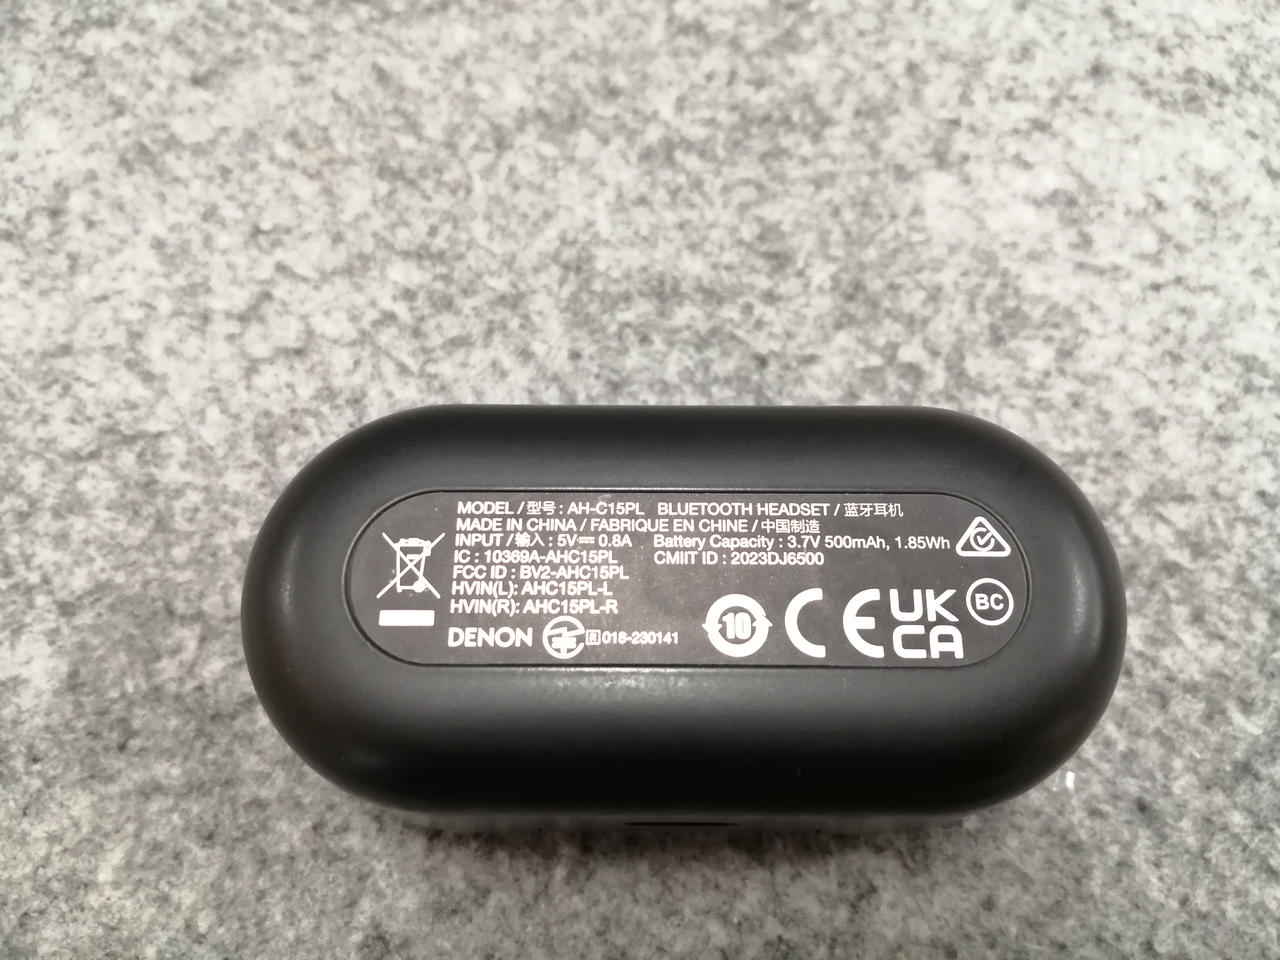 MODEL / 型号 : AH-C15PL BLUETOOTH HEADSET / 蓝牙耳机
MADE IN CHINA / FABRIQUE EN CHINE / 中国制造
INPUT / 输入 : 5V⎓ 0.8A Battery Capacity : 3.7V 500mAh, 1.85Wh
IC : 10369A-AHC15PL CMIIT ID : 2023DJ6500
FCC ID : BV2-AHC15PL
HVIN(L): AHC15PL-L
HVIN(R): AHC15PL-R
DENON R 018-230141
10 CE UK CA BC